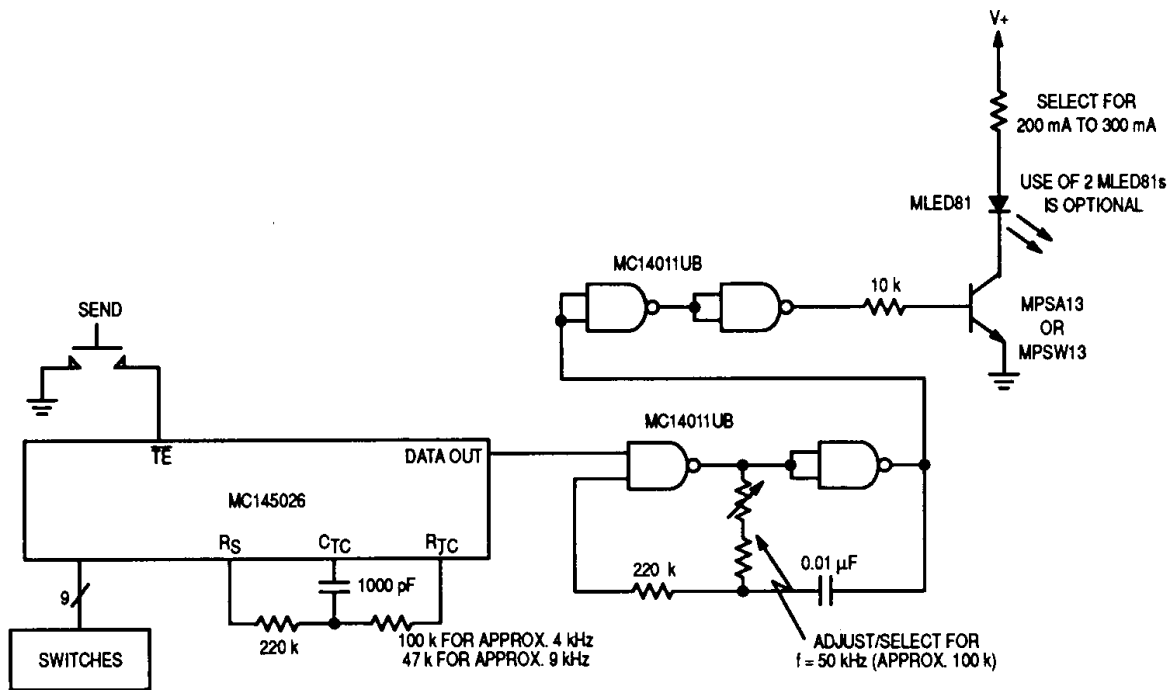 V+
SELECT FOR
200 mA TO 300 mA
MLED81
USE OF 2 MLED81s
IS OPTIONAL
MC14011UB
10 k
MPSA13
OR
MPSW13
SEND
MC14011UB
TE
DATA OUT
MC145026
RS
CTC
RTC
9
SWITCHES
1000 pF
220 k
100 k FOR APPROX. 4 kHz
47 k FOR APPROX. 9 kHz
220 k
0.01 μF
ADJUST/SELECT FOR
f = 50 kHz (APPROX. 100 k)